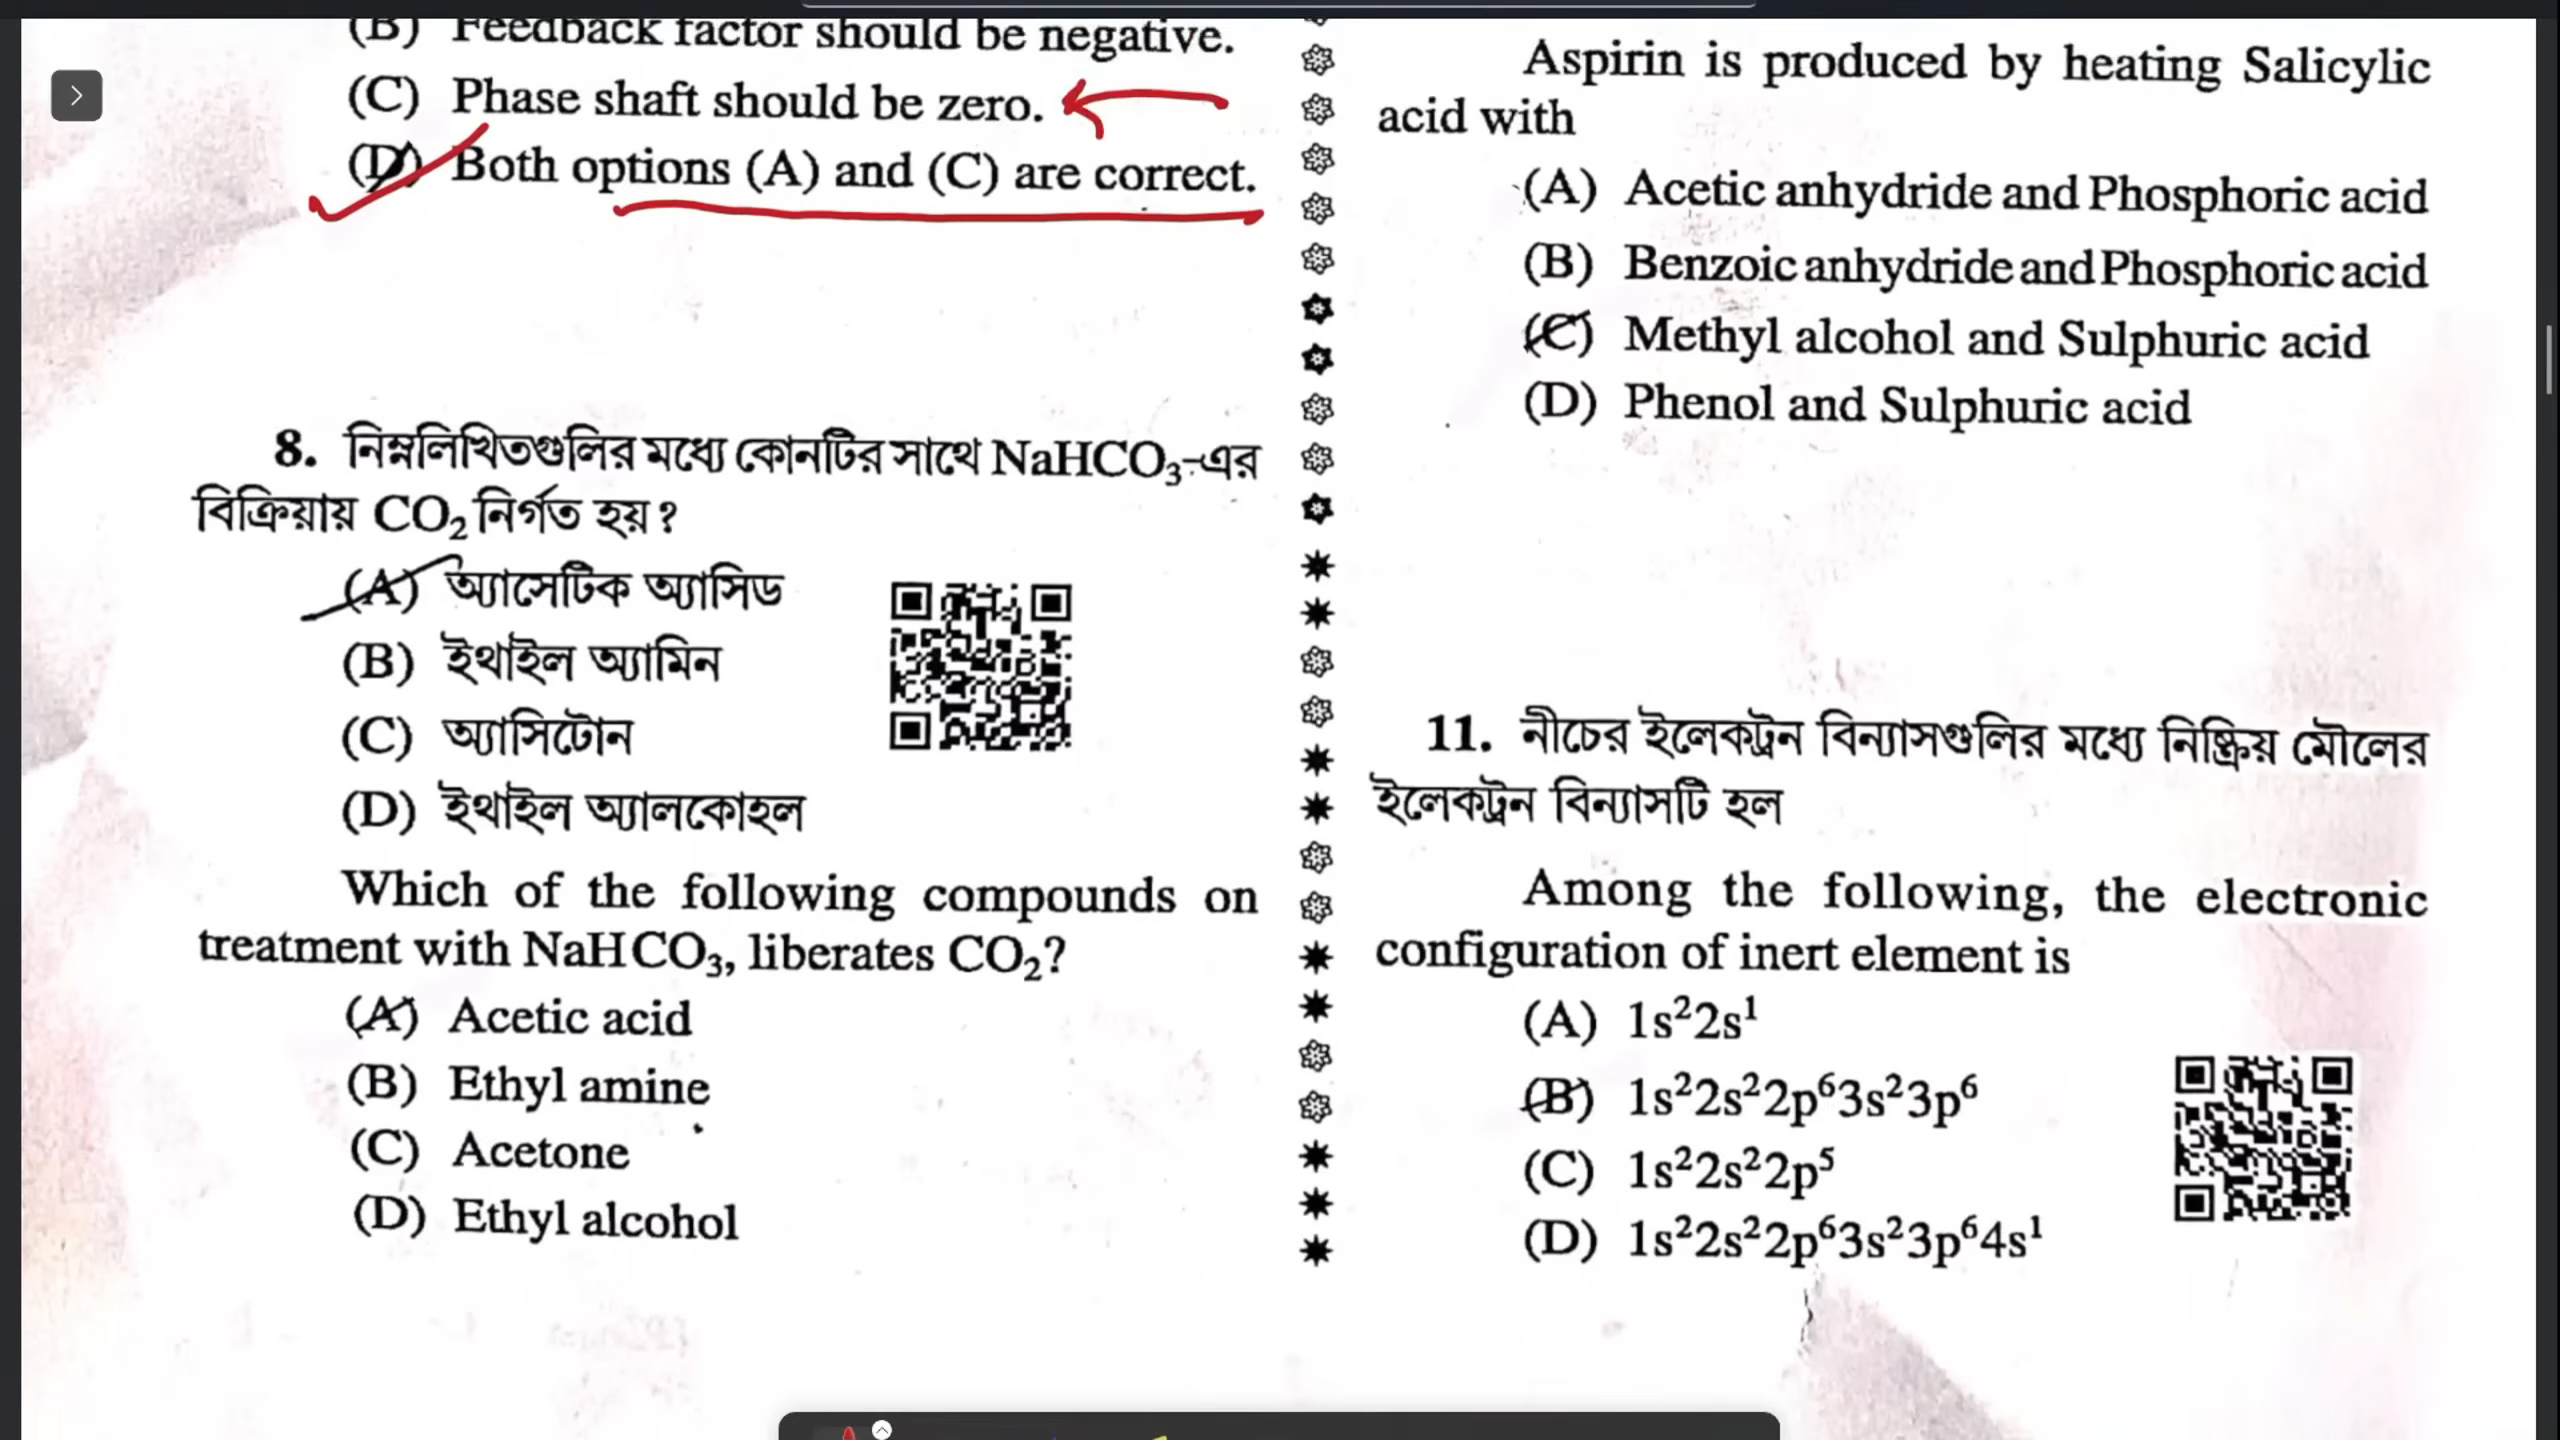 (B) Feedback factor should be negative.
(C) Phase shaft should be zero.
(D) Both options (A) and (C) are correct.
8. নিম্নলিখিতগুলির মধ্যে কোনটির সাথে NaHCO₃-এর
বিক্রিয়ায় CO₂ নির্গত হয় ?
(A) অ্যাসেটিক অ্যাসিড
(B) ইথাইল অ্যামিন
(C) অ্যাসিটোন
(D) ইথাইল অ্যালকোহল
Which of the following compounds on
treatment with NaHCO₃, liberates CO₂?
(A) Acetic acid
(B) Ethyl amine
(C) Acetone
(D) Ethyl alcohol
Aspirin is produced by heating Salicylic
acid with
(A) Acetic anhydride and Phosphoric acid
(B) Benzoic anhydride and Phosphoric acid
(C) Methyl alcohol and Sulphuric acid
(D) Phenol and Sulphuric acid
11. নীচের ইলেকট্রন বিন্যাসগুলির মধ্যে নিষ্ক্রিয় মৌলের
ইলেকট্রন বিন্যাসটি হল
Among the following, the electronic
configuration of inert element is
(A) 1s²2s¹
(B) 1s²2s²2p⁶3s²3p⁶
(C) 1s²2s²2p⁵
(D) 1s²2s²2p⁶3s²3p⁶4s¹